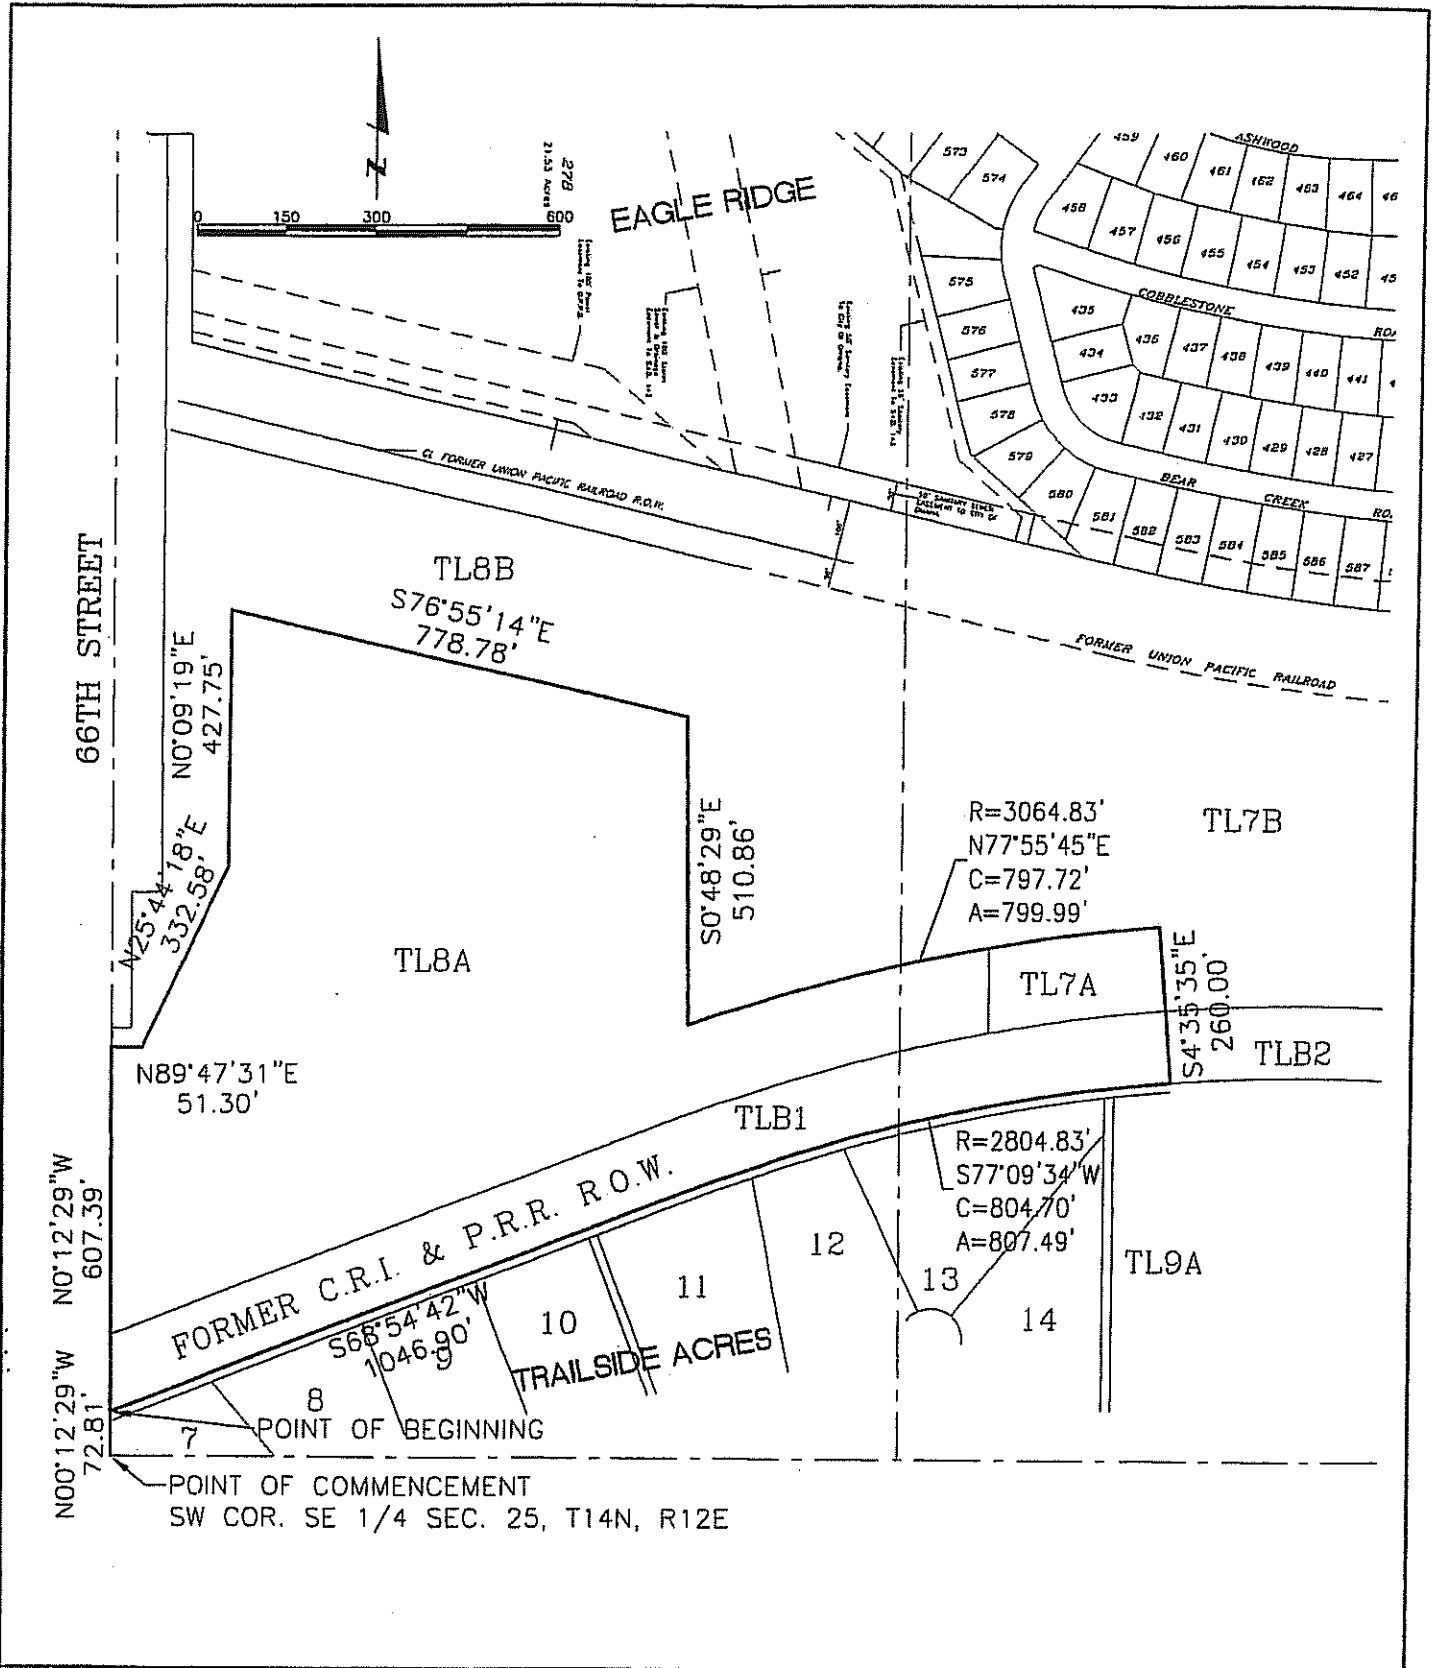 N
0 150 300 600
278
21.53 Acres
EAGLE RIDGE
ASHWOOD
573
574
459
460
461
462
463
464
46
458
457
456
455
454
453
452
45
575
576
577
578
579
580
COBBLESTONE
ROA
435
436
437
438
439
440
441
4
434
433
432
431
430
429
428
427
BEAR CREEK
RO.
581
582
583
584
585
586
587
CL FORMER UNION PACIFIC RAILROAD R.O.W.
FORMER UNION PACIFIC RAILROAD
66TH STREET
TL8B
S76°55'14"E
778.78'
N0°09'19"E
427.75'
N25°44'18"E
332.58'
S0°48'29"E
510.86'
R=3064.83'
N77°55'45"E
C=797.72'
A=799.99'
TL7B
TL8A
TL7A
S4°35'35"E
260.00'
TLB2
N89°47'31"E
51.30'
TLB1
R=2804.83'
S77°09'34"W
C=804.70'
A=807.49'
N0°12'29"W
607.39'
FORMER C.R.I. & P.R.R. R.O.W.
12
11
13
14
TL9A
10
1046.90'
9
TRAILSIDE ACRES
8
7
POINT OF BEGINNING
N00°12'29"W
72.81'
POINT OF COMMENCEMENT
SW COR. SE 1/4 SEC. 25, T14N, R12E